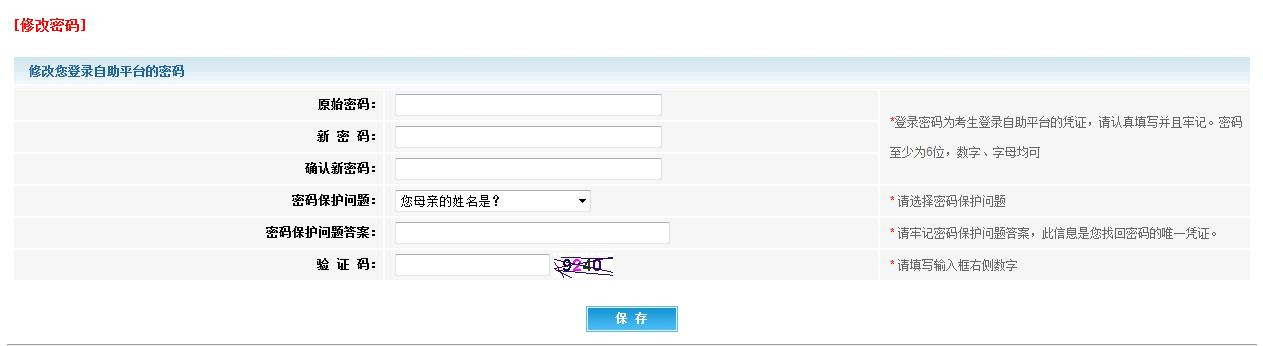 [修改密码]
修改您登录自助平台的密码
原始密码：
新 密 码：
确认新密码：
*登录密码为考生登录自助平台的凭证，请认真填写并且牢记。密码
至少为6位，数字、字母均可
密码保护问题： 您母亲的姓名是？ * 请选择密码保护问题
密码保护问题答案： * 请牢记密码保护问题答案，此信息是您找回密码的唯一凭证。
验 证 码： 9240 * 请填写输入框右侧数字
保 存